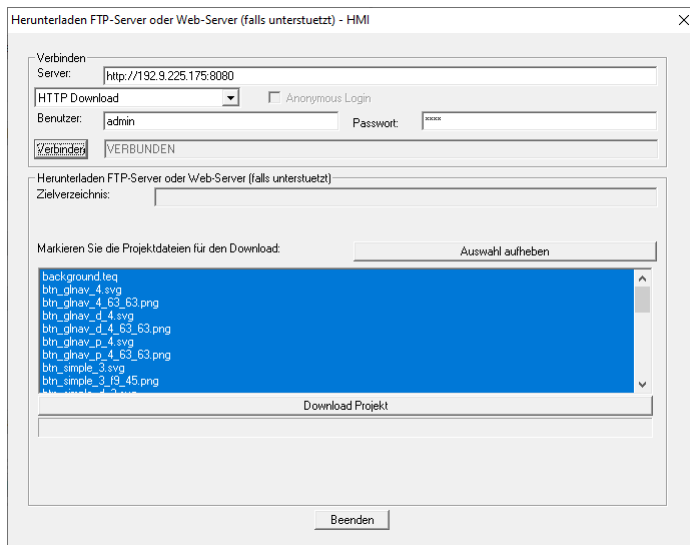 Herunterladen FTP-Server oder Web-Server (falls unterstuetzt) - HMI
Verbinden
Server: http://192.9.225.175:8080
HTTP Download Anonymous Login
Benutzer: admin Passwort: ****
Verbinden VERBUNDEN
Herunterladen FTP-Server oder Web-Server (falls unterstuetzt)
Zielverzeichnis:
Markieren Sie die Projektdateien für den Download: Auswahl aufheben
background.teq
btn_glnav_4.svg
btn_glnav_4_63_63.png
btn_glnav_d_4.svg
btn_glnav_d_4_63_63.png
btn_glnav_p_4.svg
btn_glnav_p_4_63_63.png
btn_simple_3.svg
btn_simple_3_f9_45.png
Download Projekt
Beenden